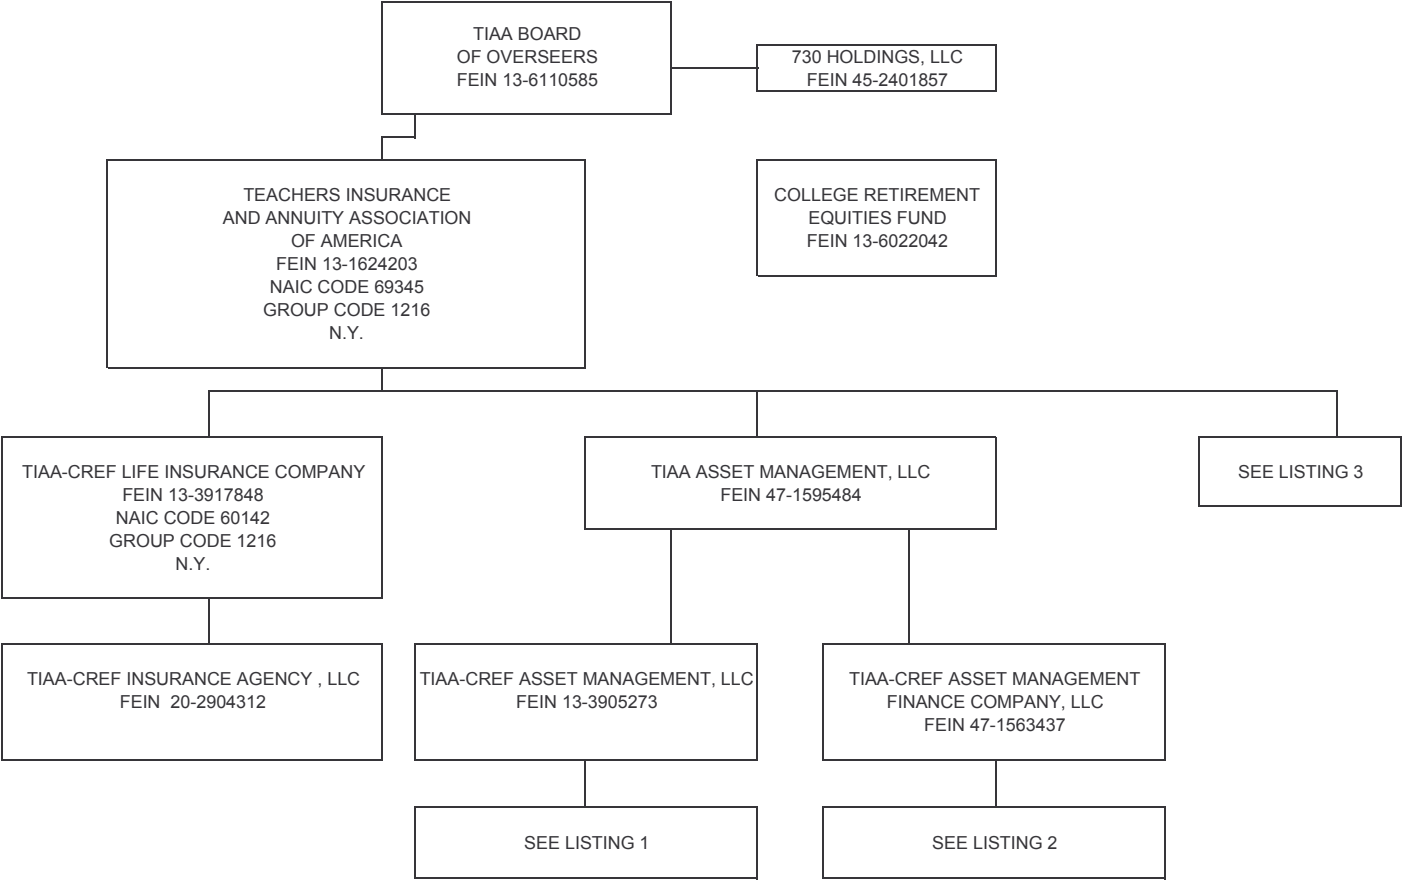 TIAA BOARD
OF OVERSEERS
FEIN 13-6110585
730 HOLDINGS, LLC
FEIN 45-2401857
TEACHERS INSURANCE
AND ANNUITY ASSOCIATION
OF AMERICA
FEIN 13-1624203
NAIC CODE 69345
GROUP CODE 1216
N.Y.
COLLEGE RETIREMENT
EQUITIES FUND
FEIN 13-6022042
TIAA-CREF LIFE INSURANCE COMPANY
FEIN 13-3917848
NAIC CODE 60142
GROUP CODE 1216
N.Y.
TIAA ASSET MANAGEMENT, LLC
FEIN 47-1595484
SEE LISTING 3
TIAA-CREF INSURANCE AGENCY , LLC
FEIN 20-2904312
TIAA-CREF ASSET MANAGEMENT, LLC
FEIN 13-3905273
TIAA-CREF ASSET MANAGEMENT
FINANCE COMPANY, LLC
FEIN 47-1563437
SEE LISTING 1
SEE LISTING 2